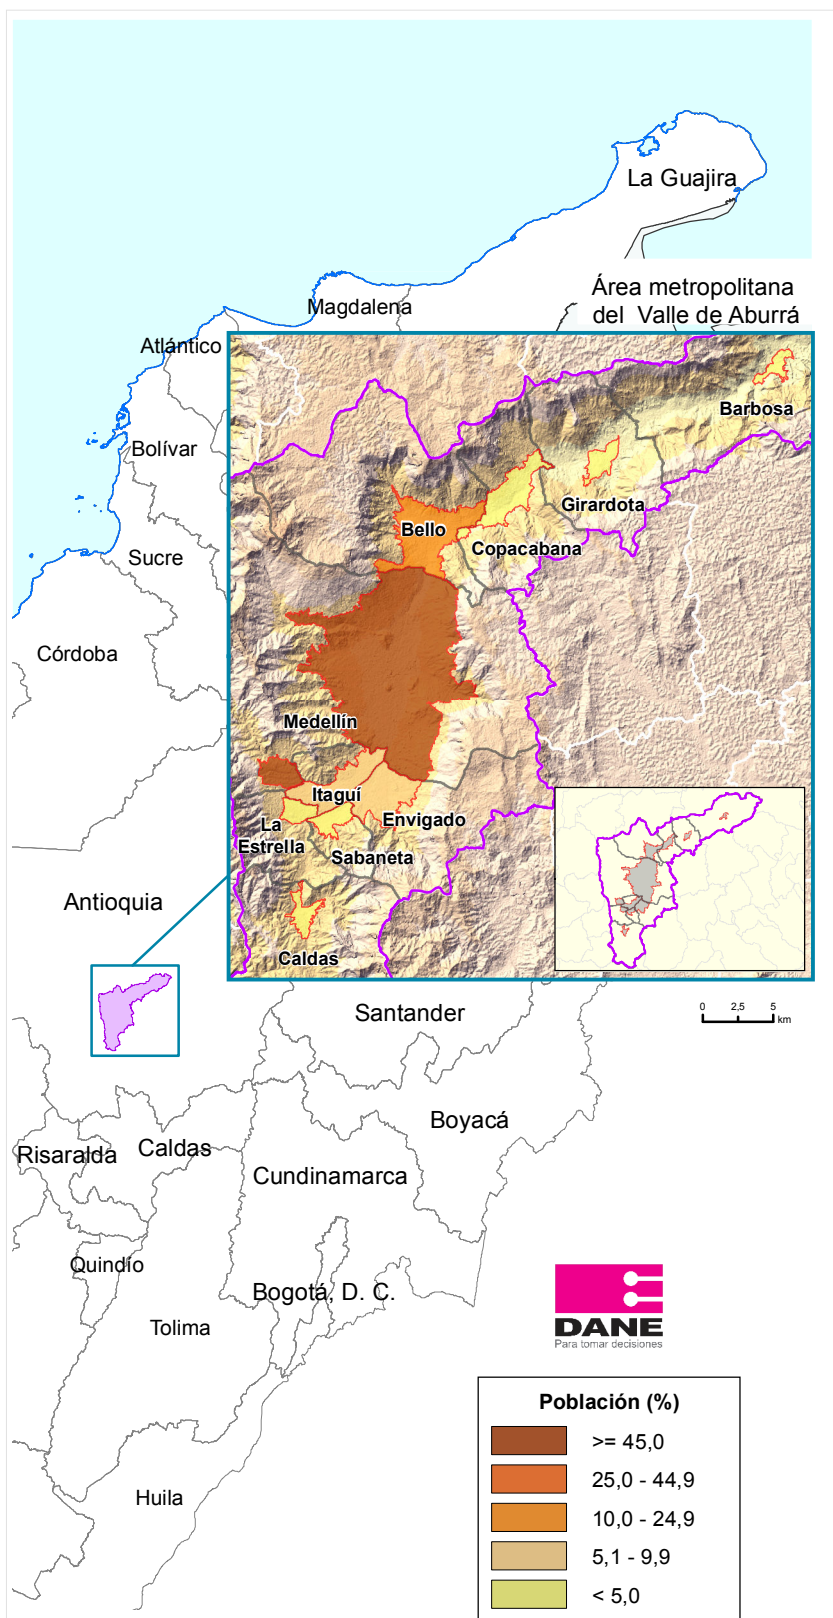 La Guajira
Área metropolitana
del Valle de Aburrá
Magdalena
Atlántico
Barbosa
Bolívar
Girardota
Bello
Copacabana
Sucre
Córdoba
Medellín
Itagüí
Envigado
La
Estrella
Sabaneta
Antioquia
Caldas
Santander
0 2,5 5
km
Boyacá
Risaralda
Caldas
Cundinamarca
Quindío
Bogotá, D. C.
Tolima
DANE
Para tomar decisiones
Población (%)
>= 45,0
25,0 - 44,9
10,0 - 24,9
5,1 - 9,9
< 5,0
Huila